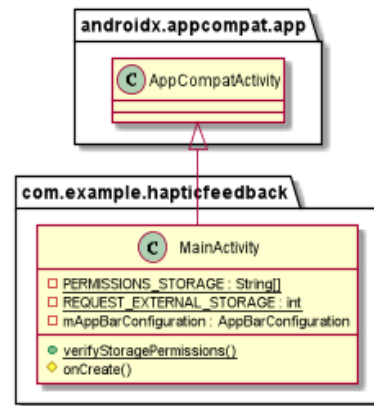 androidx.appcompat.app
C AppCompatActivity
com.example.hapticfeedback
C MainActivity
PERMISSIONS_STORAGE : String[]
REQUEST_EXTERNAL_STORAGE : int
mAppBarConfiguration : AppBarConfiguration
verifyStoragePermissions()
onCreate()